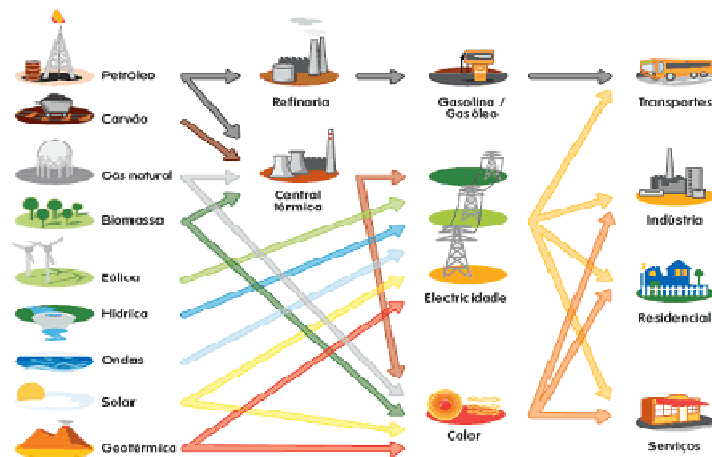 Petróleo
Carvão
Gás natural
Biomassa
Eólica
Hídrica
Ondas
Solar
Geotérmica
Refinaria
Central
térmica
Gasolina /
Gasóleo
Electricidade
Calor
Transportes
Indústria
Residencial
Serviços